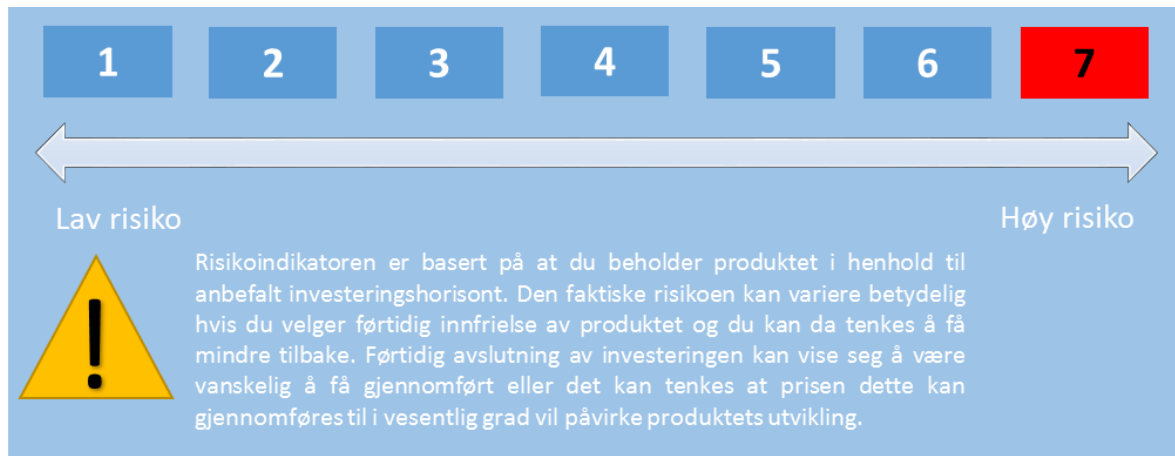 1 2 3 4 5 6 7
Lav risiko Høy risiko
!
Risikoindikatoren er basert på at du beholder produktet i henhold til
anbefalt investeringshorisont. Den faktiske risikoen kan variere betydelig
hvis du velger førtidig innfrielse av produktet og du kan da tenkes å få
mindre tilbake. Førtidig avslutning av investeringen kan vise seg å være
vanskelig å få gjennomført eller det kan tenkes at prisen dette kan
gjennomføres til i vesentlig grad vil påvirke produktets utvikling.